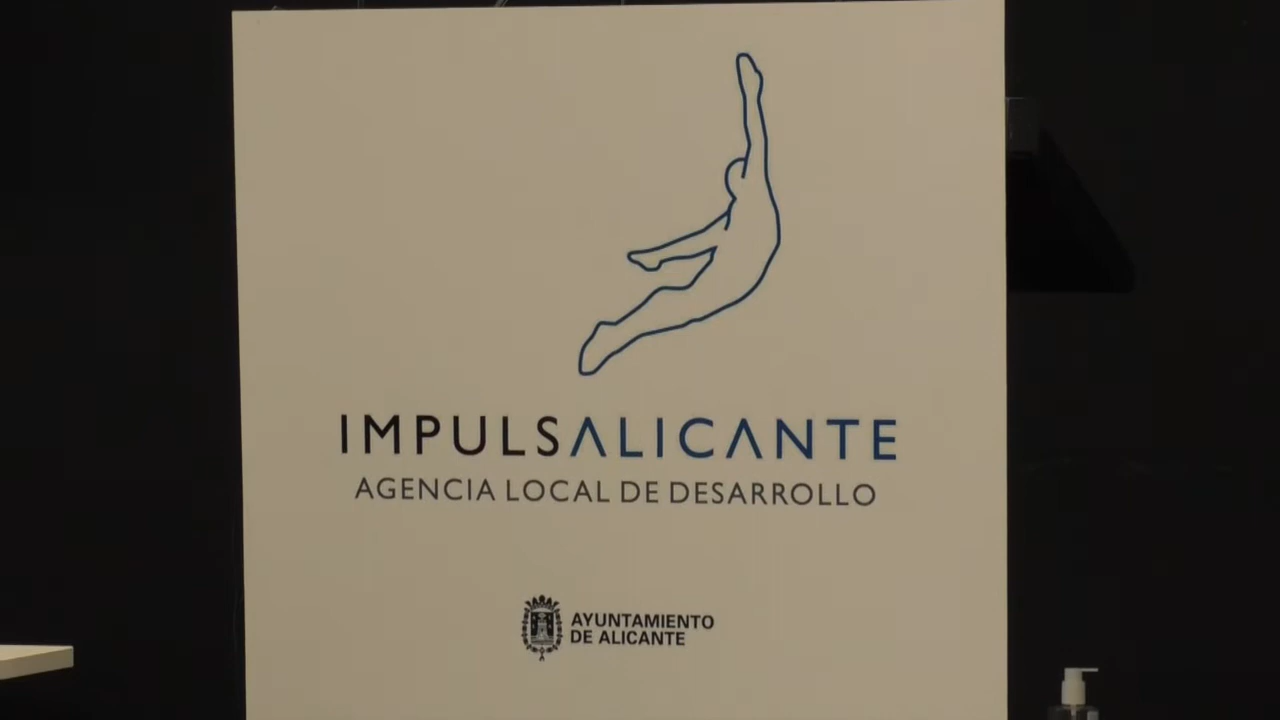 IMPULSALICANTE
AGENCIA LOCAL DE DESARROLLO
AYUNTAMIENTO
DE ALICANTE